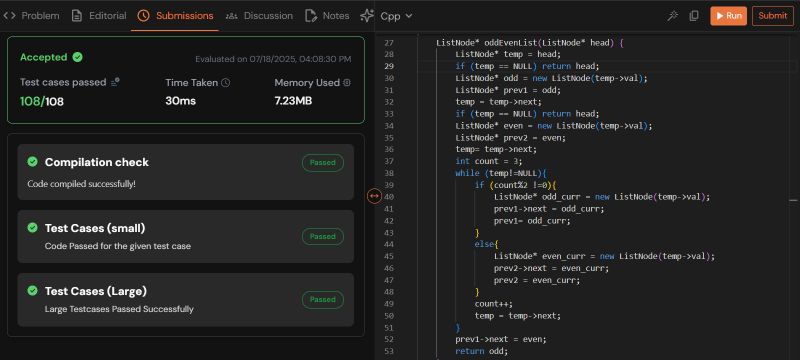 Problem Editorial Submissions Discussion Notes
Accepted
Evaluated on 07/18/2025, 04:08:30 PM
Test cases passed Time Taken Memory Used
108/108 30ms 7.23MB
Compilation check
Passed
Code compiled successfully!
Test Cases (small)
Passed
Code Passed for the given test case
Test Cases (Large)
Passed
Large Testcases Passed Successfully
Cpp Run Submit
27 ListNode* oddEvenList(ListNode* head) {
28 ListNode* temp = head;
29 if (temp == NULL) return head;
30 ListNode* odd = new ListNode(temp->val);
31 ListNode* prev1 = odd;
32 temp = temp->next;
33 if (temp == NULL) return head;
34 ListNode* even = new ListNode(temp->val);
35 ListNode* prev2 = even;
36 temp= temp->next;
37 int count = 3;
38 while (temp!=NULL){
39 if (count%2 !=0){
40 ListNode* odd_curr = new ListNode(temp->val);
41 prev1->next = odd_curr;
42 prev1= odd_curr;
43 }
44 else{
45 ListNode* even_curr = new ListNode(temp->val);
46 prev2->next = even_curr;
47 prev2 = even_curr;
48 }
49 count++;
50 temp = temp->next;
51 }
52 prev1->next = even;
53 return odd;